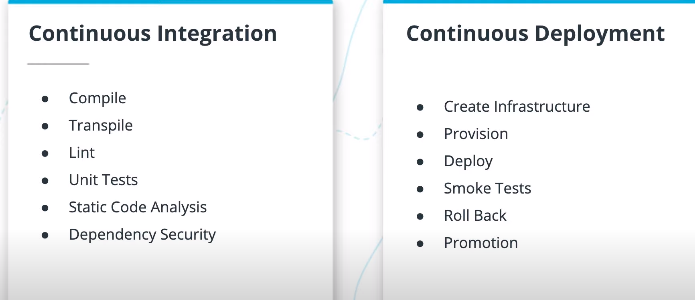 Continuous Integration
Compile
Transpile
Lint
Unit Tests
Static Code Analysis
Dependency Security
Continuous Deployment
Create Infrastructure
Provision
Deploy
Smoke Tests
Roll Back
Promotion